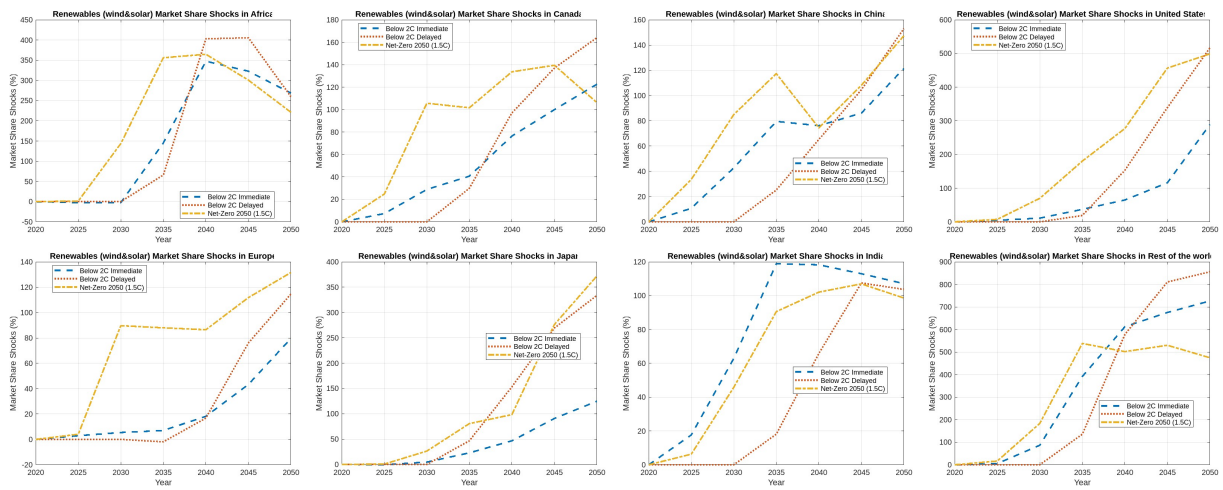 Renewables (wind&solar) Market Share Shocks in Africa
Market Share Shocks (%)
450
400
350
300
250
200
150
100
50
0
-50
Below 2C Immediate
Below 2C Delayed
Net-Zero 2050 (1.5C)
2020 2025 2030 2035 2040 2045 2050
Year
Renewables (wind&solar) Market Share Shocks in Canada
Market Share Shocks (%)
180
160
140
120
100
80
60
40
20
0
Below 2C Immediate
Below 2C Delayed
Net-Zero 2050 (1.5C)
2020 2025 2030 2035 2040 2045 2050
Year
Renewables (wind&solar) Market Share Shocks in China
Market Share Shocks (%)
160
140
120
100
80
60
40
20
0
Below 2C Immediate
Below 2C Delayed
Net-Zero 2050 (1.5C)
2020 2025 2030 2035 2040 2045 2050
Year
Renewables (wind&solar) Market Share Shocks in United States
Market Share Shocks (%)
600
500
400
300
200
100
0
Below 2C Immediate
Below 2C Delayed
Net-Zero 2050 (1.5C)
2020 2025 2030 2035 2040 2045 2050
Year
Renewables (wind&solar) Market Share Shocks in Europe
Market Share Shocks (%)
140
120
100
80
60
40
20
0
-20
Below 2C Immediate
Below 2C Delayed
Net-Zero 2050 (1.5C)
2020 2025 2030 2035 2040 2045 2050
Year
Renewables (wind&solar) Market Share Shocks in Japan
Market Share Shocks (%)
400
350
300
250
200
150
100
50
0
Below 2C Immediate
Below 2C Delayed
Net-Zero 2050 (1.5C)
2020 2025 2030 2035 2040 2045 2050
Year
Renewables (wind&solar) Market Share Shocks in India
Market Share Shocks (%)
120
100
80
60
40
20
0
Below 2C Immediate
Below 2C Delayed
Net-Zero 2050 (1.5C)
2020 2025 2030 2035 2040 2045 2050
Year
Renewables (wind&solar) Market Share Shocks in Rest of the world
Market Share Shocks (%)
900
800
700
600
500
400
300
200
100
0
Below 2C Immediate
Below 2C Delayed
Net-Zero 2050 (1.5C)
2020 2025 2030 2035 2040 2045 2050
Year